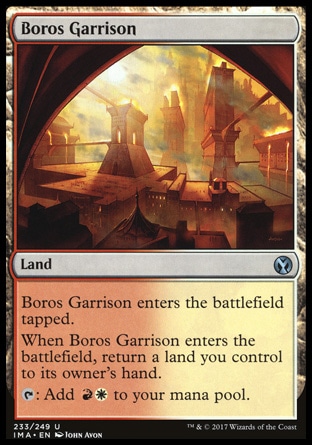 Boros Garrison
Land
Boros Garrison enters the battlefield
tapped.
When Boros Garrison enters the
battlefield, return a land you control
to its owner's hand.
: Add to your mana pool.
233/249 U
IMA • EN John Avon
™ & © 2017 Wizards of the Coast